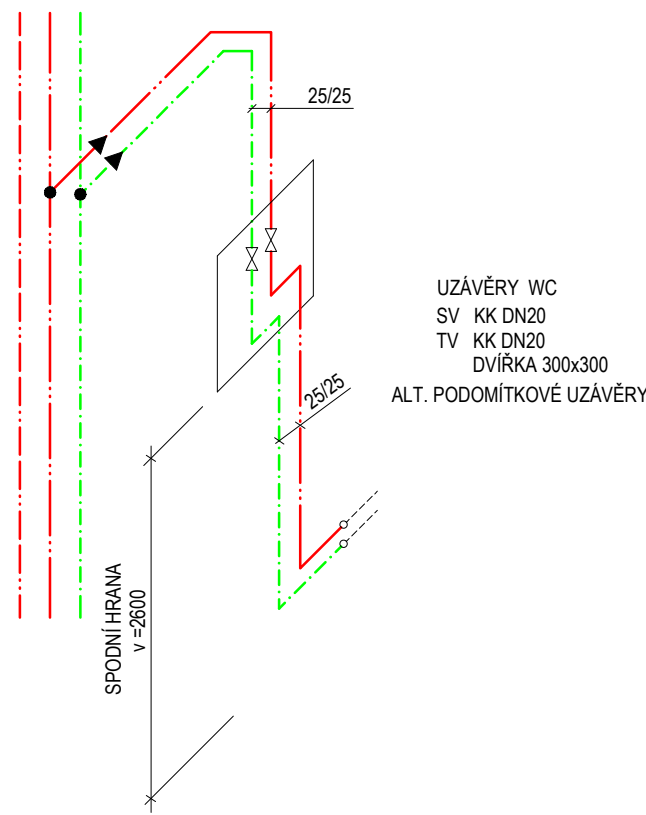 25/25
UZÁVĚRY WC
SV KK DN20
TV KK DN20
DVÍŘKA 300x300
ALT. PODOMÍTKOVÉ UZÁVĚRY
25/25
SPODNÍ HRANA
v =2600